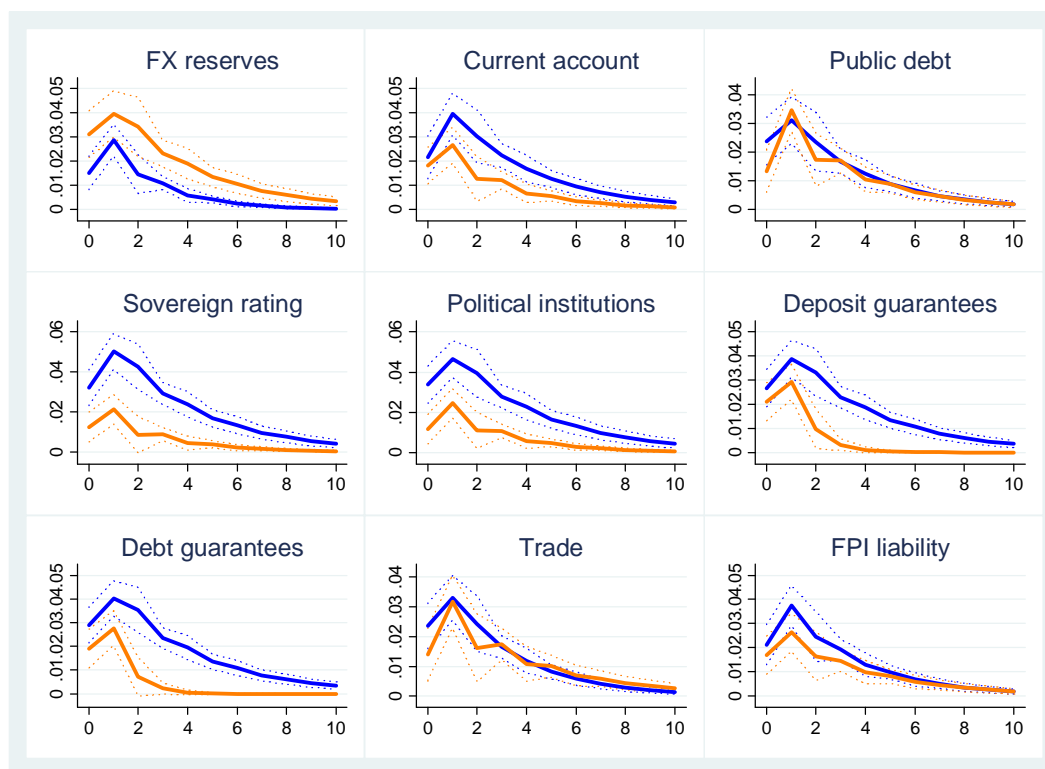 FX reserves
0 .01.02.03.04.05
0 2 4 6 8 10
Current account
0 .01.02.03.04.05
0 2 4 6 8 10
Public debt
0 .01 .02 .03 .04
0 2 4 6 8 10
Sovereign rating
0 .02 .04 .06
0 2 4 6 8 10
Political institutions
0 .02 .04 .06
0 2 4 6 8 10
Deposit guarantees
0 .01.02.03.04.05
0 2 4 6 8 10
Debt guarantees
0 .01.02.03.04.05
0 2 4 6 8 10
Trade
0 .01 .02 .03 .04
0 2 4 6 8 10
FPI liability
0 .01.02.03.04.05
0 2 4 6 8 10